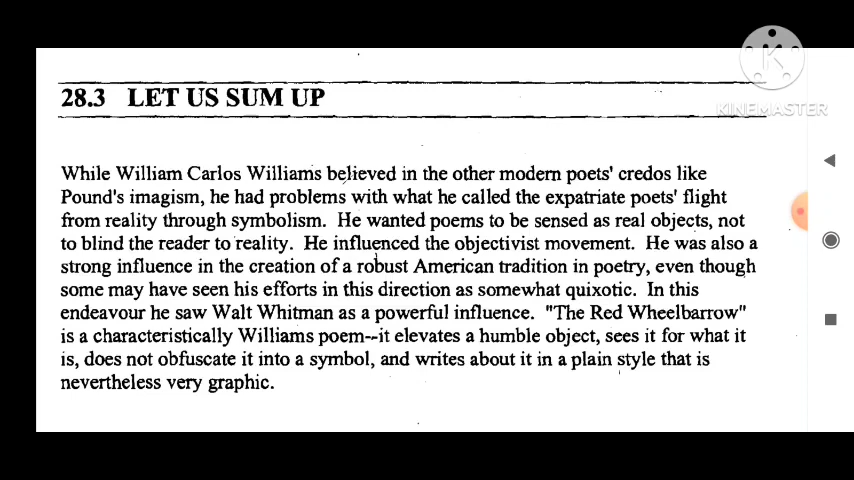 KINEMASTER
28.3 LET US SUM UP
While William Carlos Williams believed in the other modern poets' credos like
Pound's imagism, he had problems with what he called the expatriate poets' flight
from reality through symbolism. He wanted poems to be sensed as real objects, not
to blind the reader to reality. He influenced the objectivist movement. He was also a
strong influence in the creation of a robust American tradition in poetry, even though
some may have seen his efforts in this direction as somewhat quixotic. In this
endeavour he saw Walt Whitman as a powerful influence. "The Red Wheelbarrow"
is a characteristically Williams poem--it elevates a humble object, sees it for what it
is, does not obfuscate it into a symbol, and writes about it in a plain style that is
nevertheless very graphic.